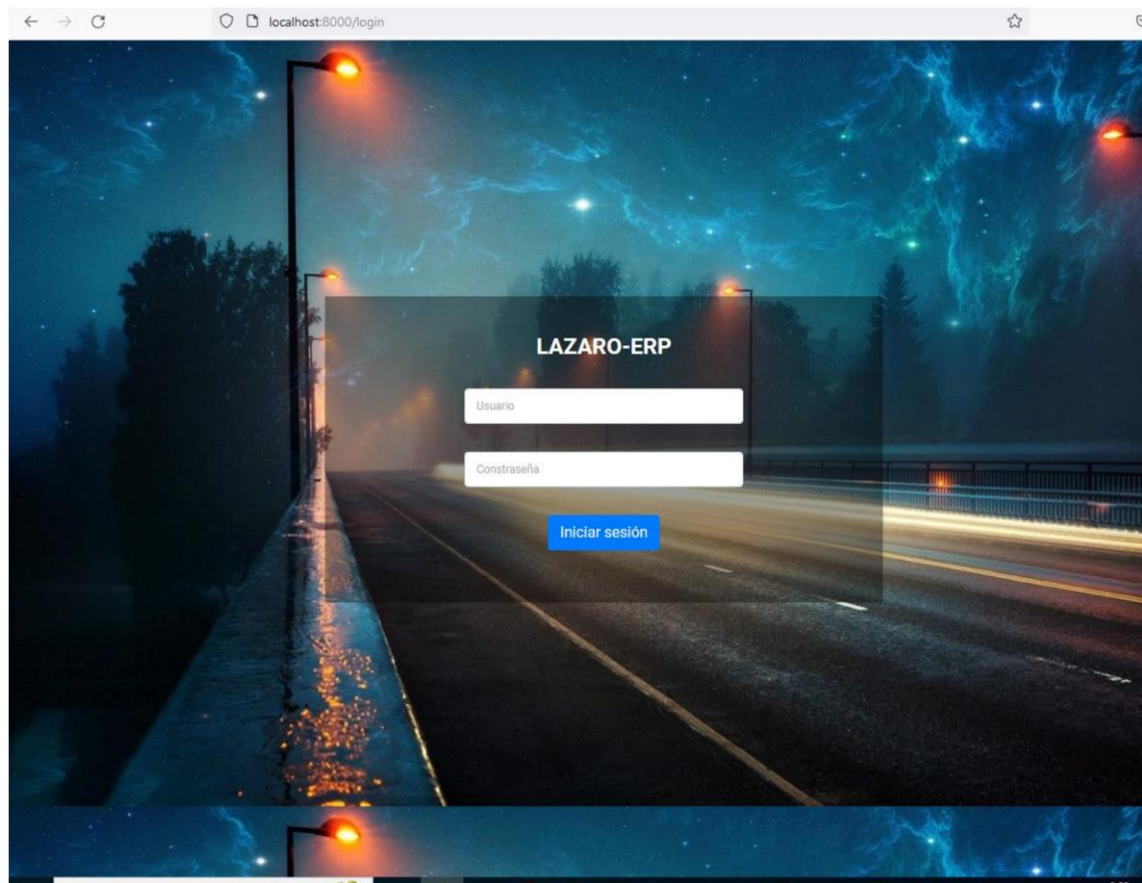 localhost:8000/login
LAZARO-ERP
Usuario
Constraseña
Iniciar sesión